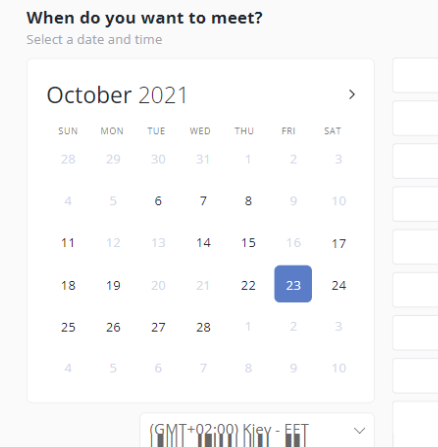 When do you want to meet?
Select a date and time
October 2021
SUN MON TUE WED THU FRI SAT
28 29 30 31 1 2 3
4 5 6 7 8 9 10
11 12 13 14 15 16 17
18 19 20 21 22 23 24
25 26 27 28 1 2 3
4 5 6 7 8 9 10
(GMT+02:00) Kiev - EET